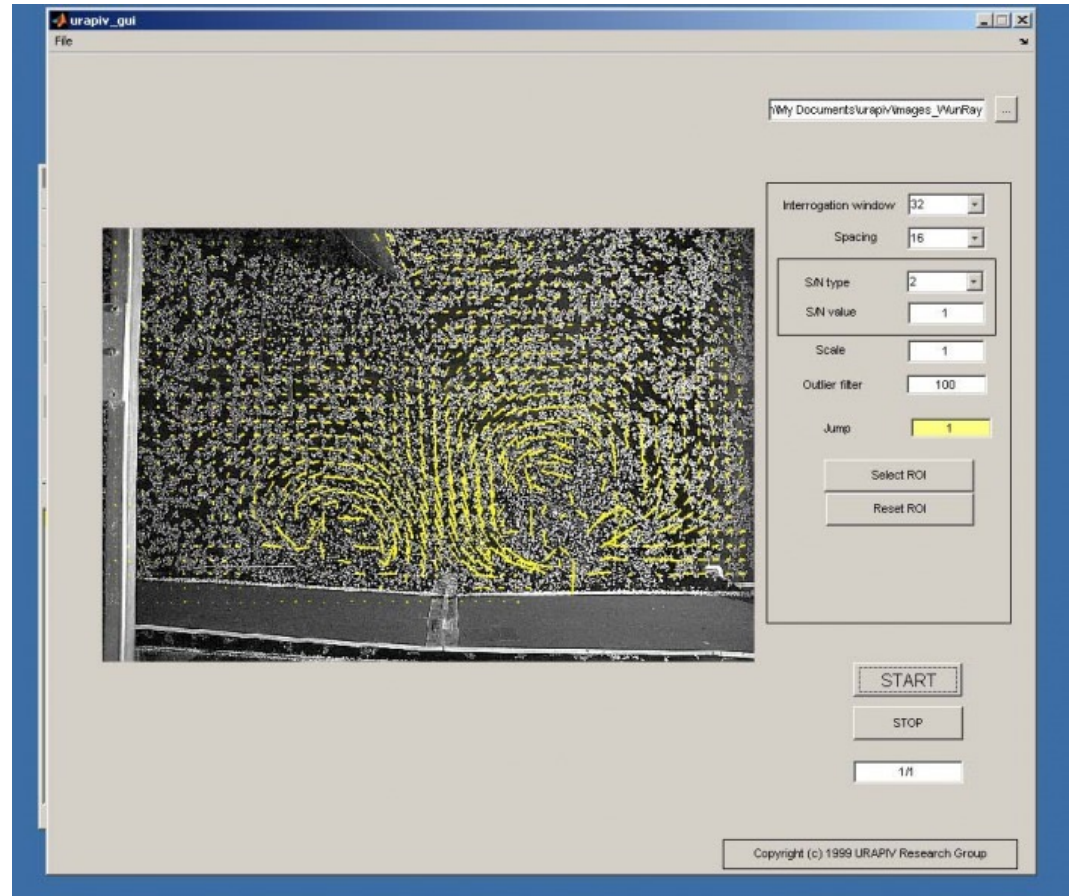 urapiv_gui
File
\My Documents\urapiv\images_WunRay
...
Interrogation window 32
Spacing 16
S/N type 2
S/N value 1
Scale 1
Outlier filter 100
Jump 1
Select ROI
Reset ROI
START
STOP
1/1
Copyright (c) 1999 URAPIV Research Group